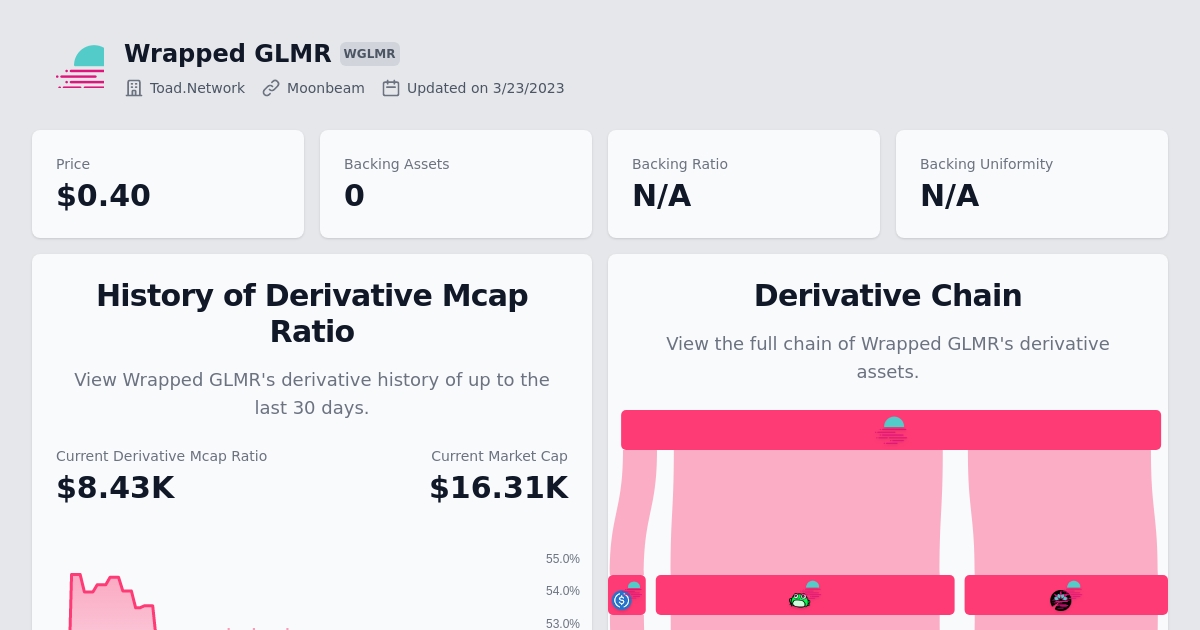 Wrapped GLMR WGLMR
Toad.Network Moonbeam Updated on 3/23/2023
Price
$0.40
Backing Assets
0
Backing Ratio
N/A
Backing Uniformity
N/A
History of Derivative Mcap
Ratio
View Wrapped GLMR's derivative history of up to the
last 30 days.
Current Derivative Mcap Ratio
$8.43K
Current Market Cap
$16.31K
55.0%
54.0%
53.0%
Derivative Chain
View the full chain of Wrapped GLMR's derivative
assets.